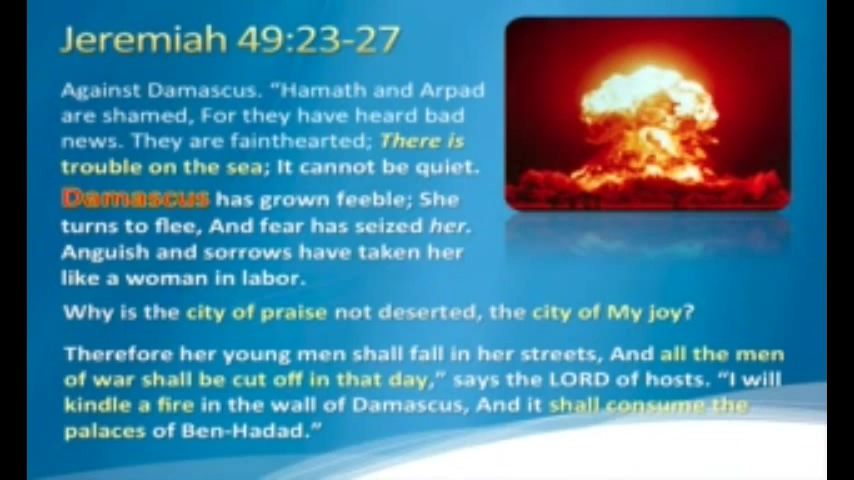 Jeremiah 49:23-27
Against Damascus. “Hamath and Arpad
are shamed, For they have heard bad
news. They are fainthearted; There is
trouble on the sea; It cannot be quiet.
Damascus has grown feeble; She
turns to flee, And fear has seized her.
Anguish and sorrows have taken her
like a woman in labor.
Why is the city of praise not deserted, the city of My joy?
Therefore her young men shall fall in her streets, And all the men
of war shall be cut off in that day,” says the LORD of hosts. “I will
kindle a fire in the wall of Damascus, And it shall consume the
palaces of Ben-Hadad.”